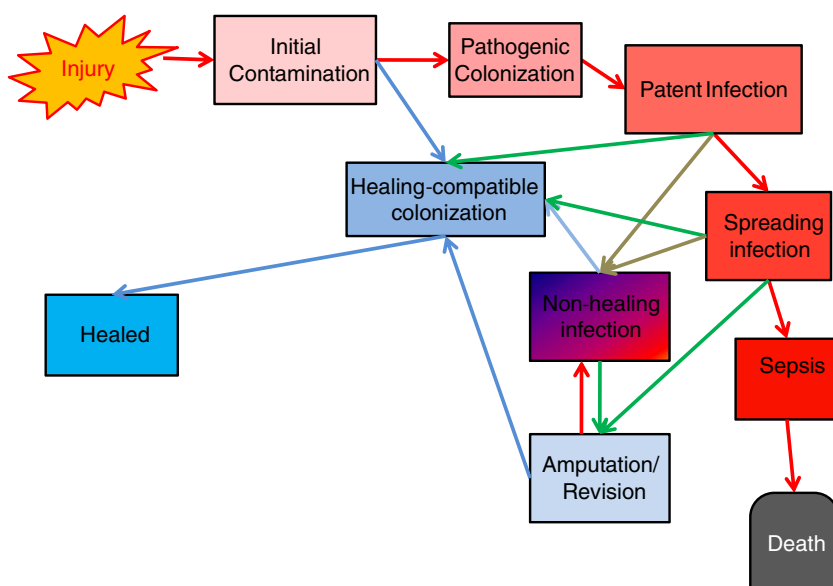 Injury
Initial
Contamination
Pathogenic
Colonization
Patent Infection
Healing-compatible
colonization
Spreading
infection
Non-healing
infection
Healed
Sepsis
Amputation/
Revision
Death